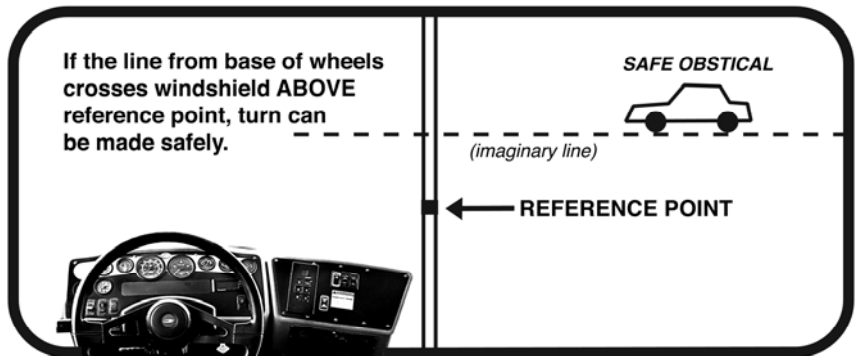 If the line from base of wheels
crosses windshield ABOVE
reference point, turn can
be made safely.
SAFE OBSTICAL
(imaginary line)
REFERENCE POINT